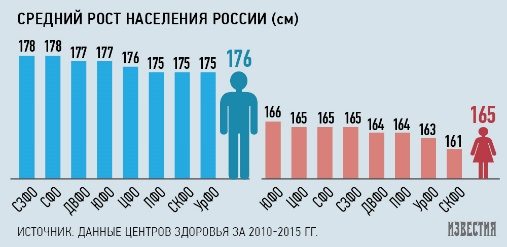 СРЕДНИЙ РОСТ НАСЕЛЕНИЯ РОССИИ (см)
178 178 177 177 176 175 175 175 176
СЗФО СФО ДВФО ЮФО ЦФО ПФО СКФО УрФО
166 165 165 165 164 164 163 161 165
ЮФО ЦФО СФО СЗФО ДВФО ПФО УрФО СКФО
ИСТОЧНИК. ДАННЫЕ ЦЕНТРОВ ЗДОРОВЬЯ ЗА 2010-2015 ГГ.
ИЗВЕСТИЯ